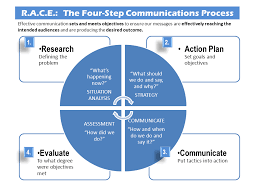 R.A.C.E.: The Four-Step Communications Process
Effective communication sets and meets objectives to ensure our messages are effectively reaching the
intended audiences and are producing the desired outcome.
1.
•Research
Defining the
problem
2.
• Action Plan
Set goals and
objectives
"What's
happening
now?"
SITUATION
ANALYSIS
"What should
we do and say,
and why?"
STRATEGY
ASSESSMENT
"How did we
do?"
COMMUNICATE
"How and when
do we do and
say it?"
4.
•Evaluate
To what degree
were objectives
met
3.
•Communicate
Put tactics into
action